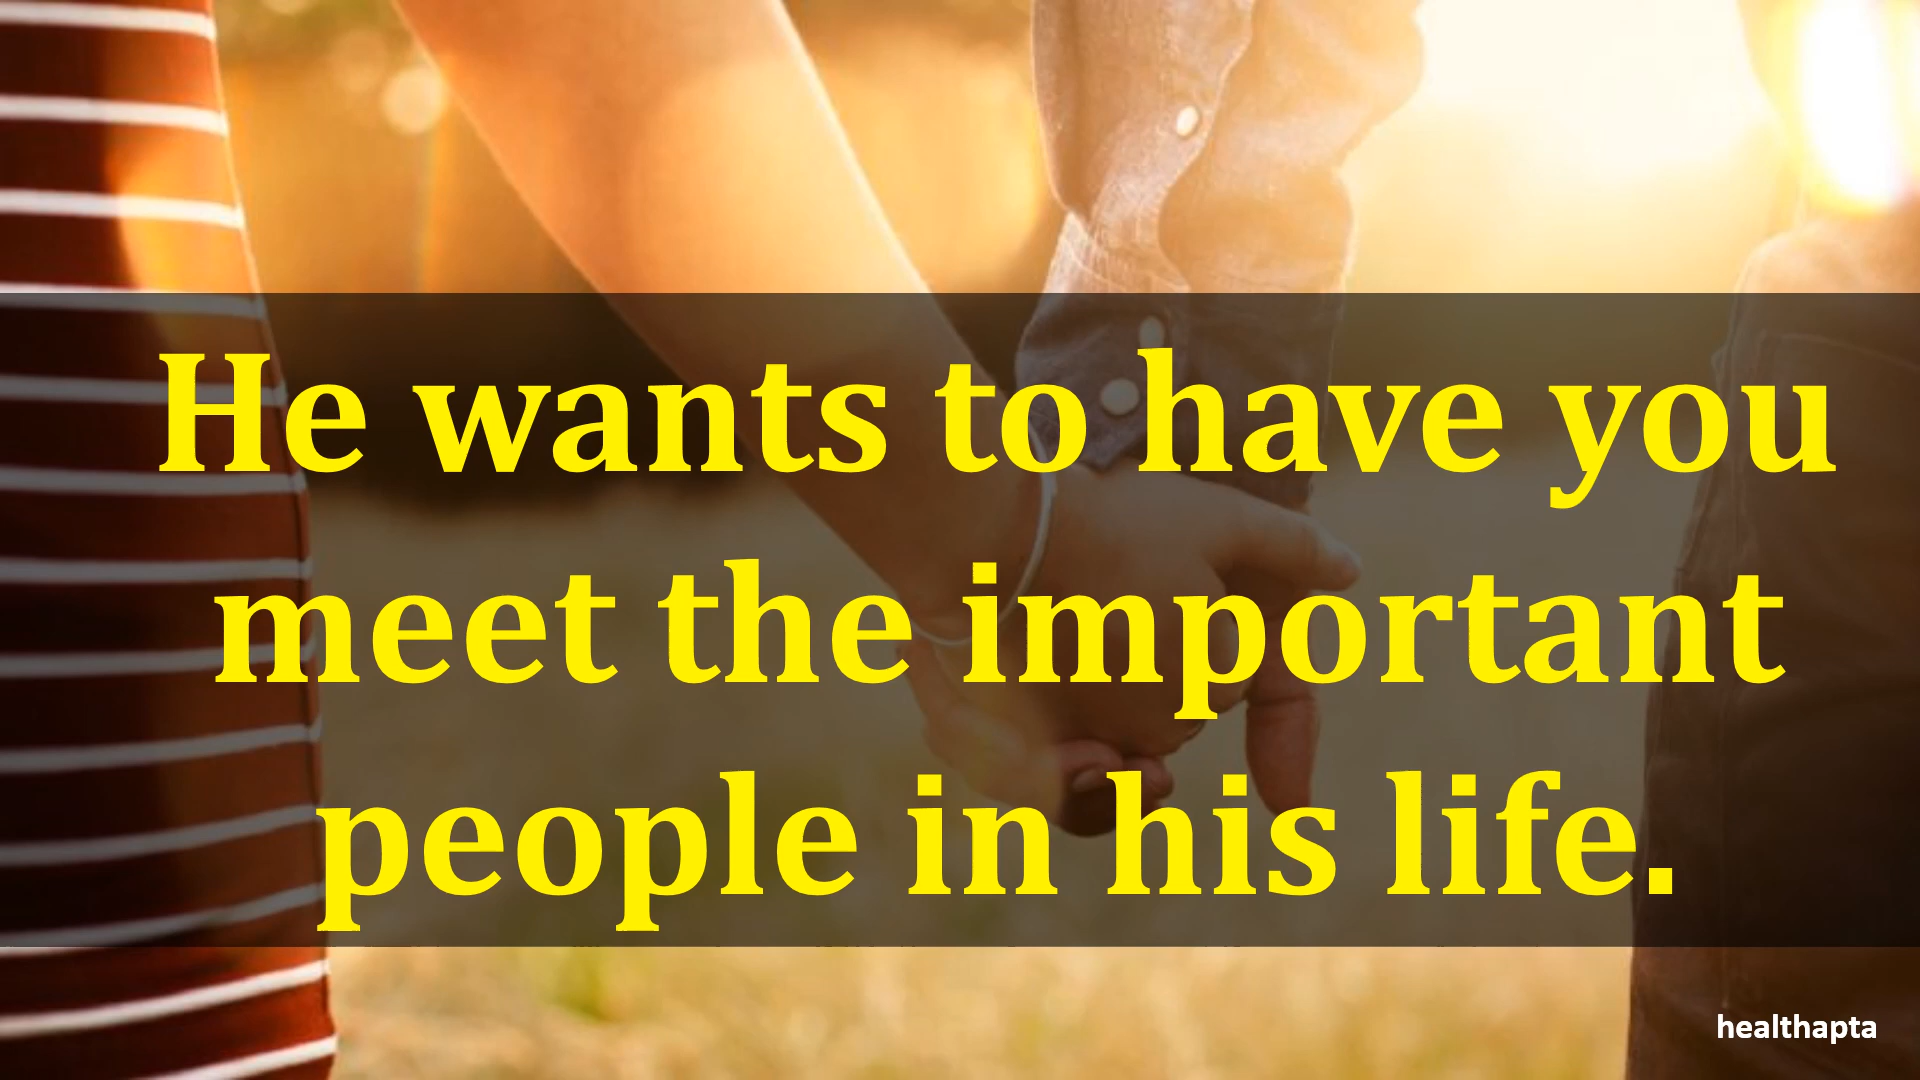 He wants to have you
meet the important
people in his life.
healthapta